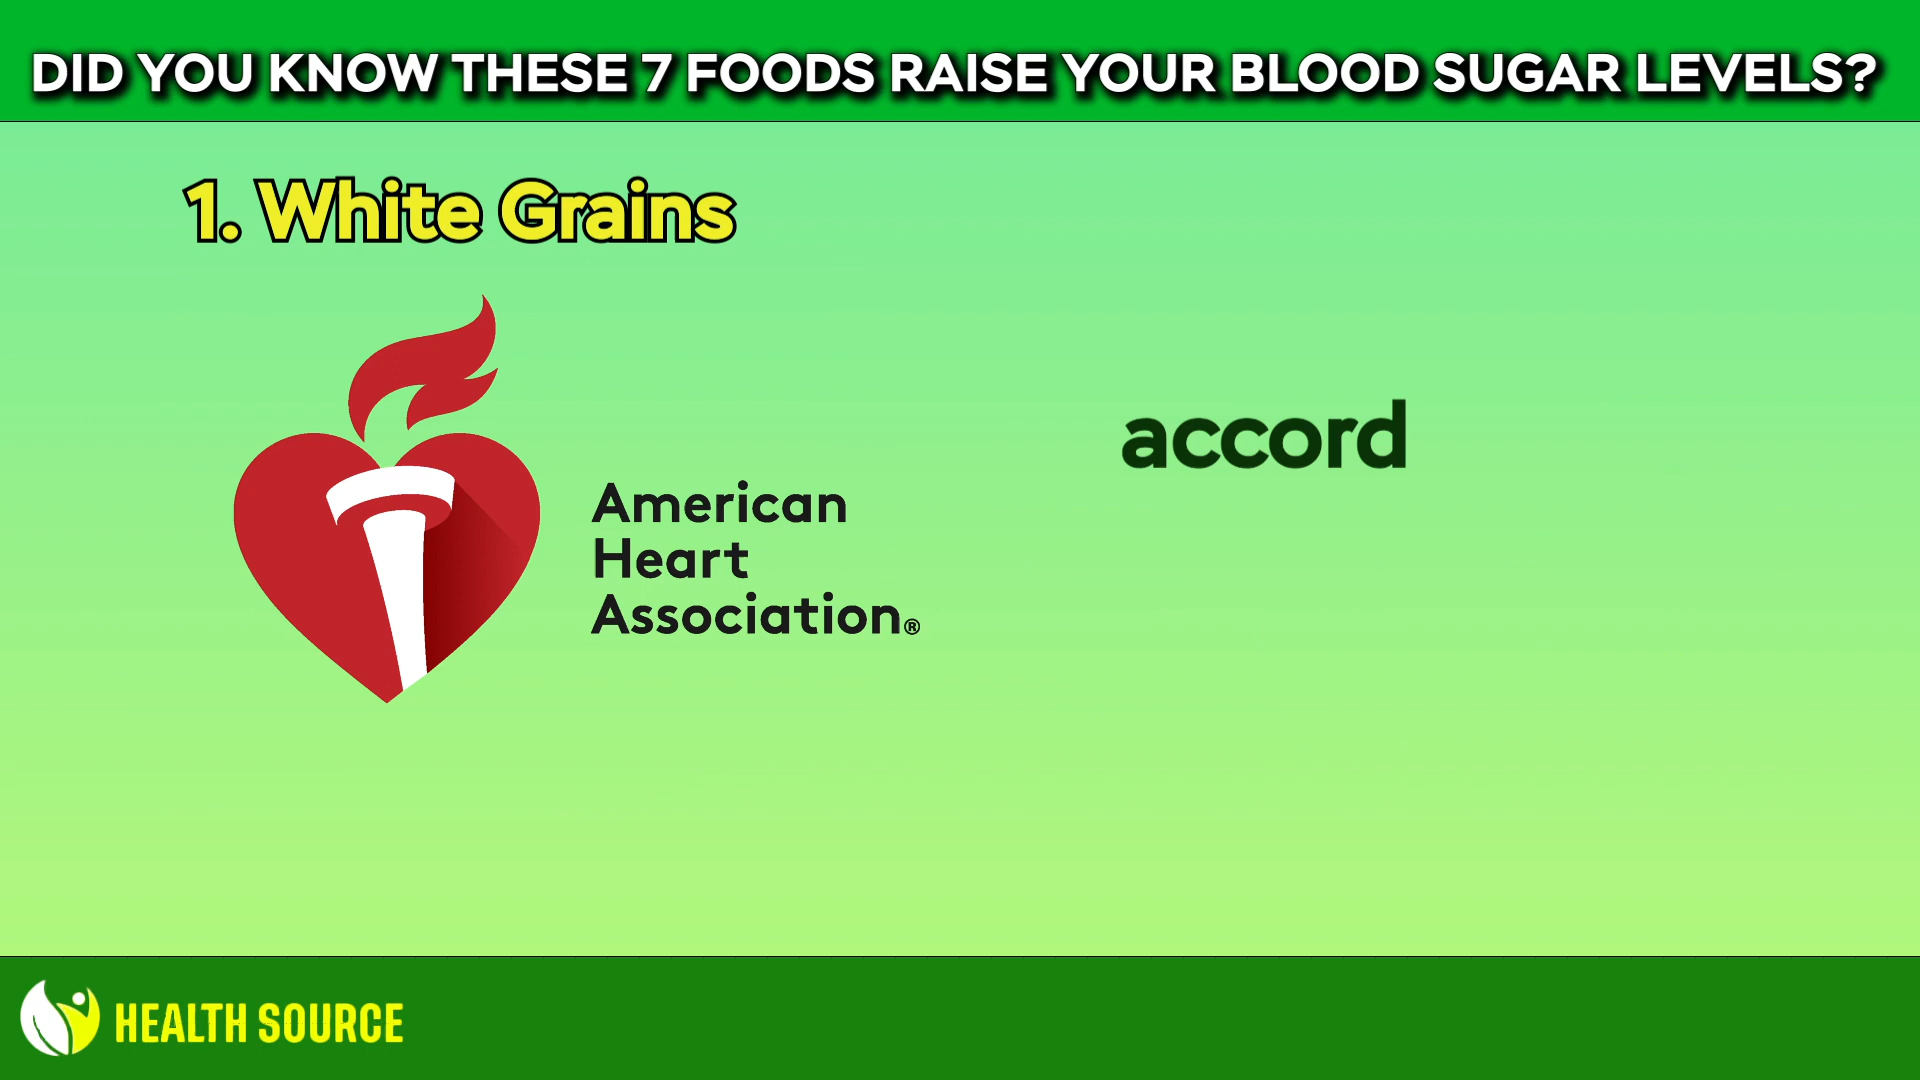 DID YOU KNOW THESE 7 FOODS RAISE YOUR BLOOD SUGAR LEVELS?
1. White Grains
American
Heart
Association®
accord
HEALTH SOURCE